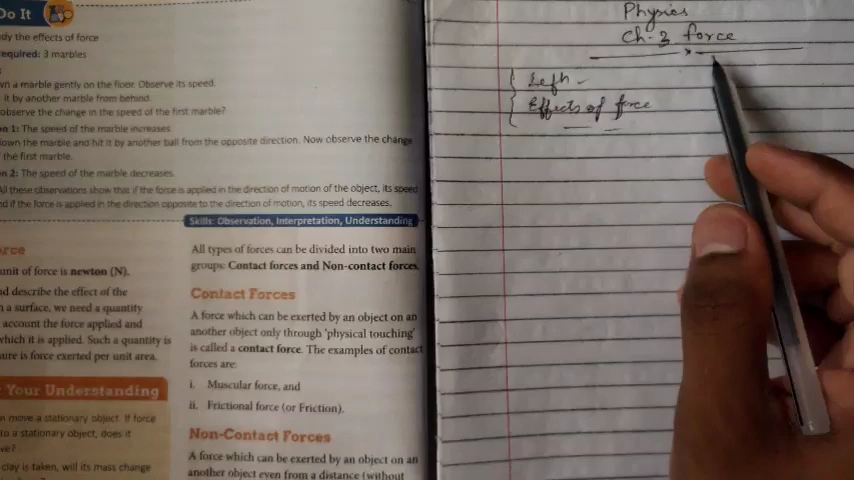 Do It
dy the effects of force
equired: 3 marbles
wn a marble gently on the floor. Observe its speed.
it by another marble from behind.
observe the change in the speed of the first marble?
on 1: The speed of the marble increases
down the marble and hit it by another ball from the opposite direction. Now observe the change
the first marble.
on 2: The speed of the marble decreases.
All these observations show that if the force is applied in the direction of motion of the object, its speed
nd if the force is applied in the direction opposite to the direction of motion, its speed decreases.
Skills: Observation, Interpretation, Understanding
rce
unit of force is newton (N).
nd describe the effect of the
n a surface, we need a quantity
account the force applied and
which it is applied. Such a quantity is
ure is force exerted per unit area.
Your Understanding
n move a stationary object. If force
to a stationary object, does it
ve?
clay is taken, will its mass change
All types of forces can be divided into two main
groups: Contact forces and Non-contact forces.
Contact Forces
A force which can be exerted by an object on an
another object only through 'physical touching'
is called a contact force. The examples of contact
forces are:
i. Muscular force, and
ii. Frictional force (or Friction).
Non-Contact Forces
A force which can be exerted by an object on an
another object even from a distance (without
Physics
Ch-3 force
Effects of force